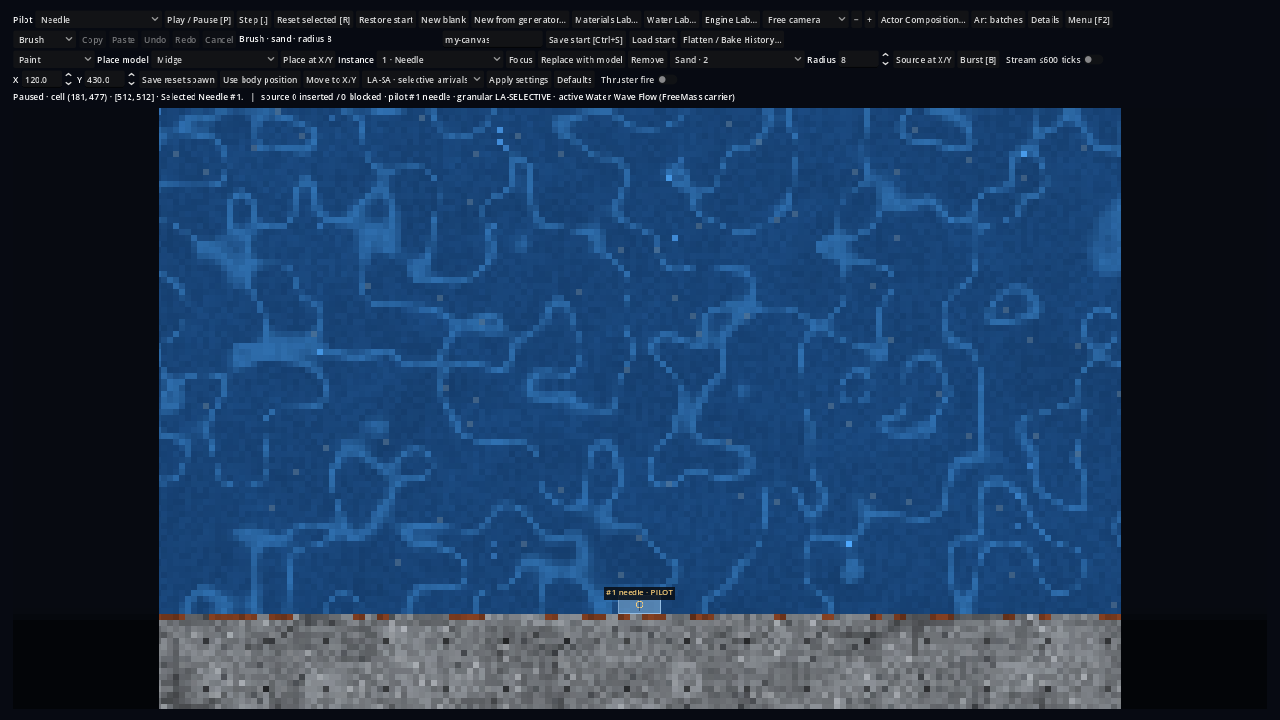 Pilot Needle Play / Pause [P] Step [.] Reset selected [R] Restore start New blank New from generator... Materials Lab... Water Lab... Engine Lab... Free camera − + Actor Composition... Art batches Details Menu [F2]
Brush Copy Paste Undo Redo Cancel Brush · sand · radius 8 my-canvas Save start [Ctrl+S] Load start Flatten / Bake History...
Paint Place model Midge Place at X/Y Instance 1 · Needle Focus Replace with model Remove Sand · 2 Radius 8 Source at X/Y Burst [B] Stream ≤600 ticks
X 120.0 Y 430.0 Save resets pawn Use body position Move to X/Y LA-SA · selective arrivals Apply settings Defaults Thruster fire
Paused · cell (181,477) · [512, 512] · Selected Needle #1. | source 0 inserted / 0 blocked · pilot #1 needle · granular LA-SELECTIVE · active Water Wave Flow (FreeMass carrier)
#1 needle · PILOT